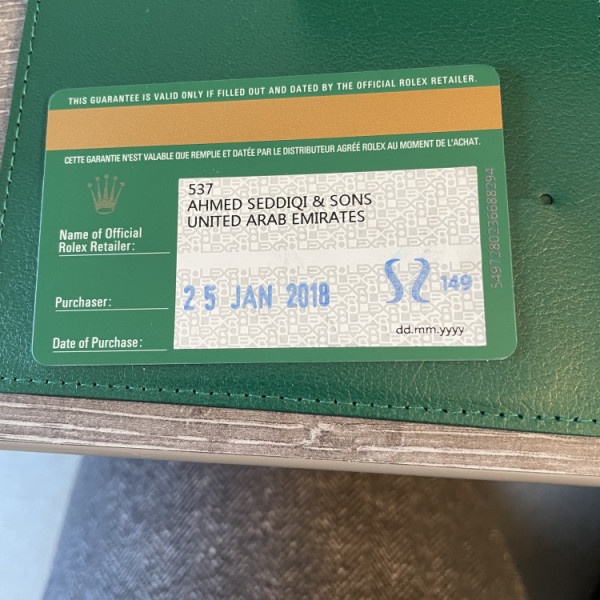 THIS GUARANTEE IS VALID ONLY IF FILLED OUT AND DATED BY THE OFFICIAL ROLEX RETAILER.
CETTE GARANTIE N'EST VALABLE QUE REMPLIE ET DATÉE PAR LE DISTRIBUTEUR AGRÉÉ ROLEX AU MOMENT DE L'ACHAT.
537
AHMED SEDDIQI & SONS
UNITED ARAB EMIRATES
Name of Official
Rolex Retailer:
Purchaser:
25 JAN 2018
149
dd.mm.yyyy
Date of Purchase:
5497280236688294